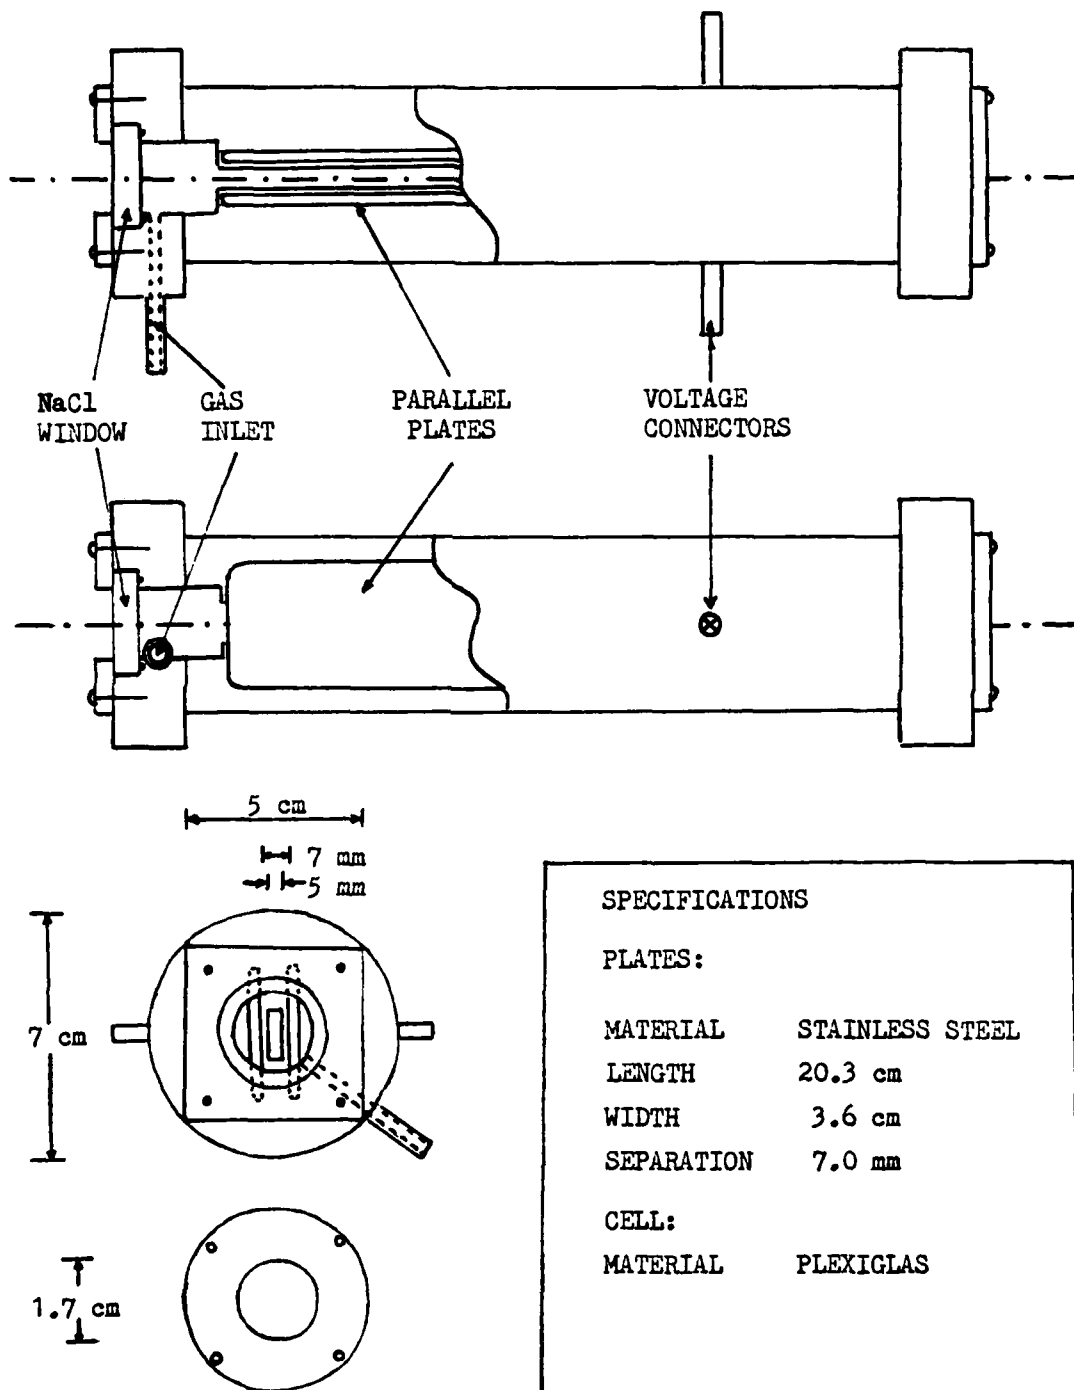 NaCl
WINDOW
GAS
INLET
PARALLEL
PLATES
VOLTAGE
CONNECTORS
5 cm
7 mm
5 mm
7 cm
1.7 cm
SPECIFICATIONS
PLATES:
MATERIAL STAINLESS STEEL
LENGTH 20.3 cm
WIDTH 3.6 cm
SEPARATION 7.0 mm
CELL:
MATERIAL PLEXIGLAS